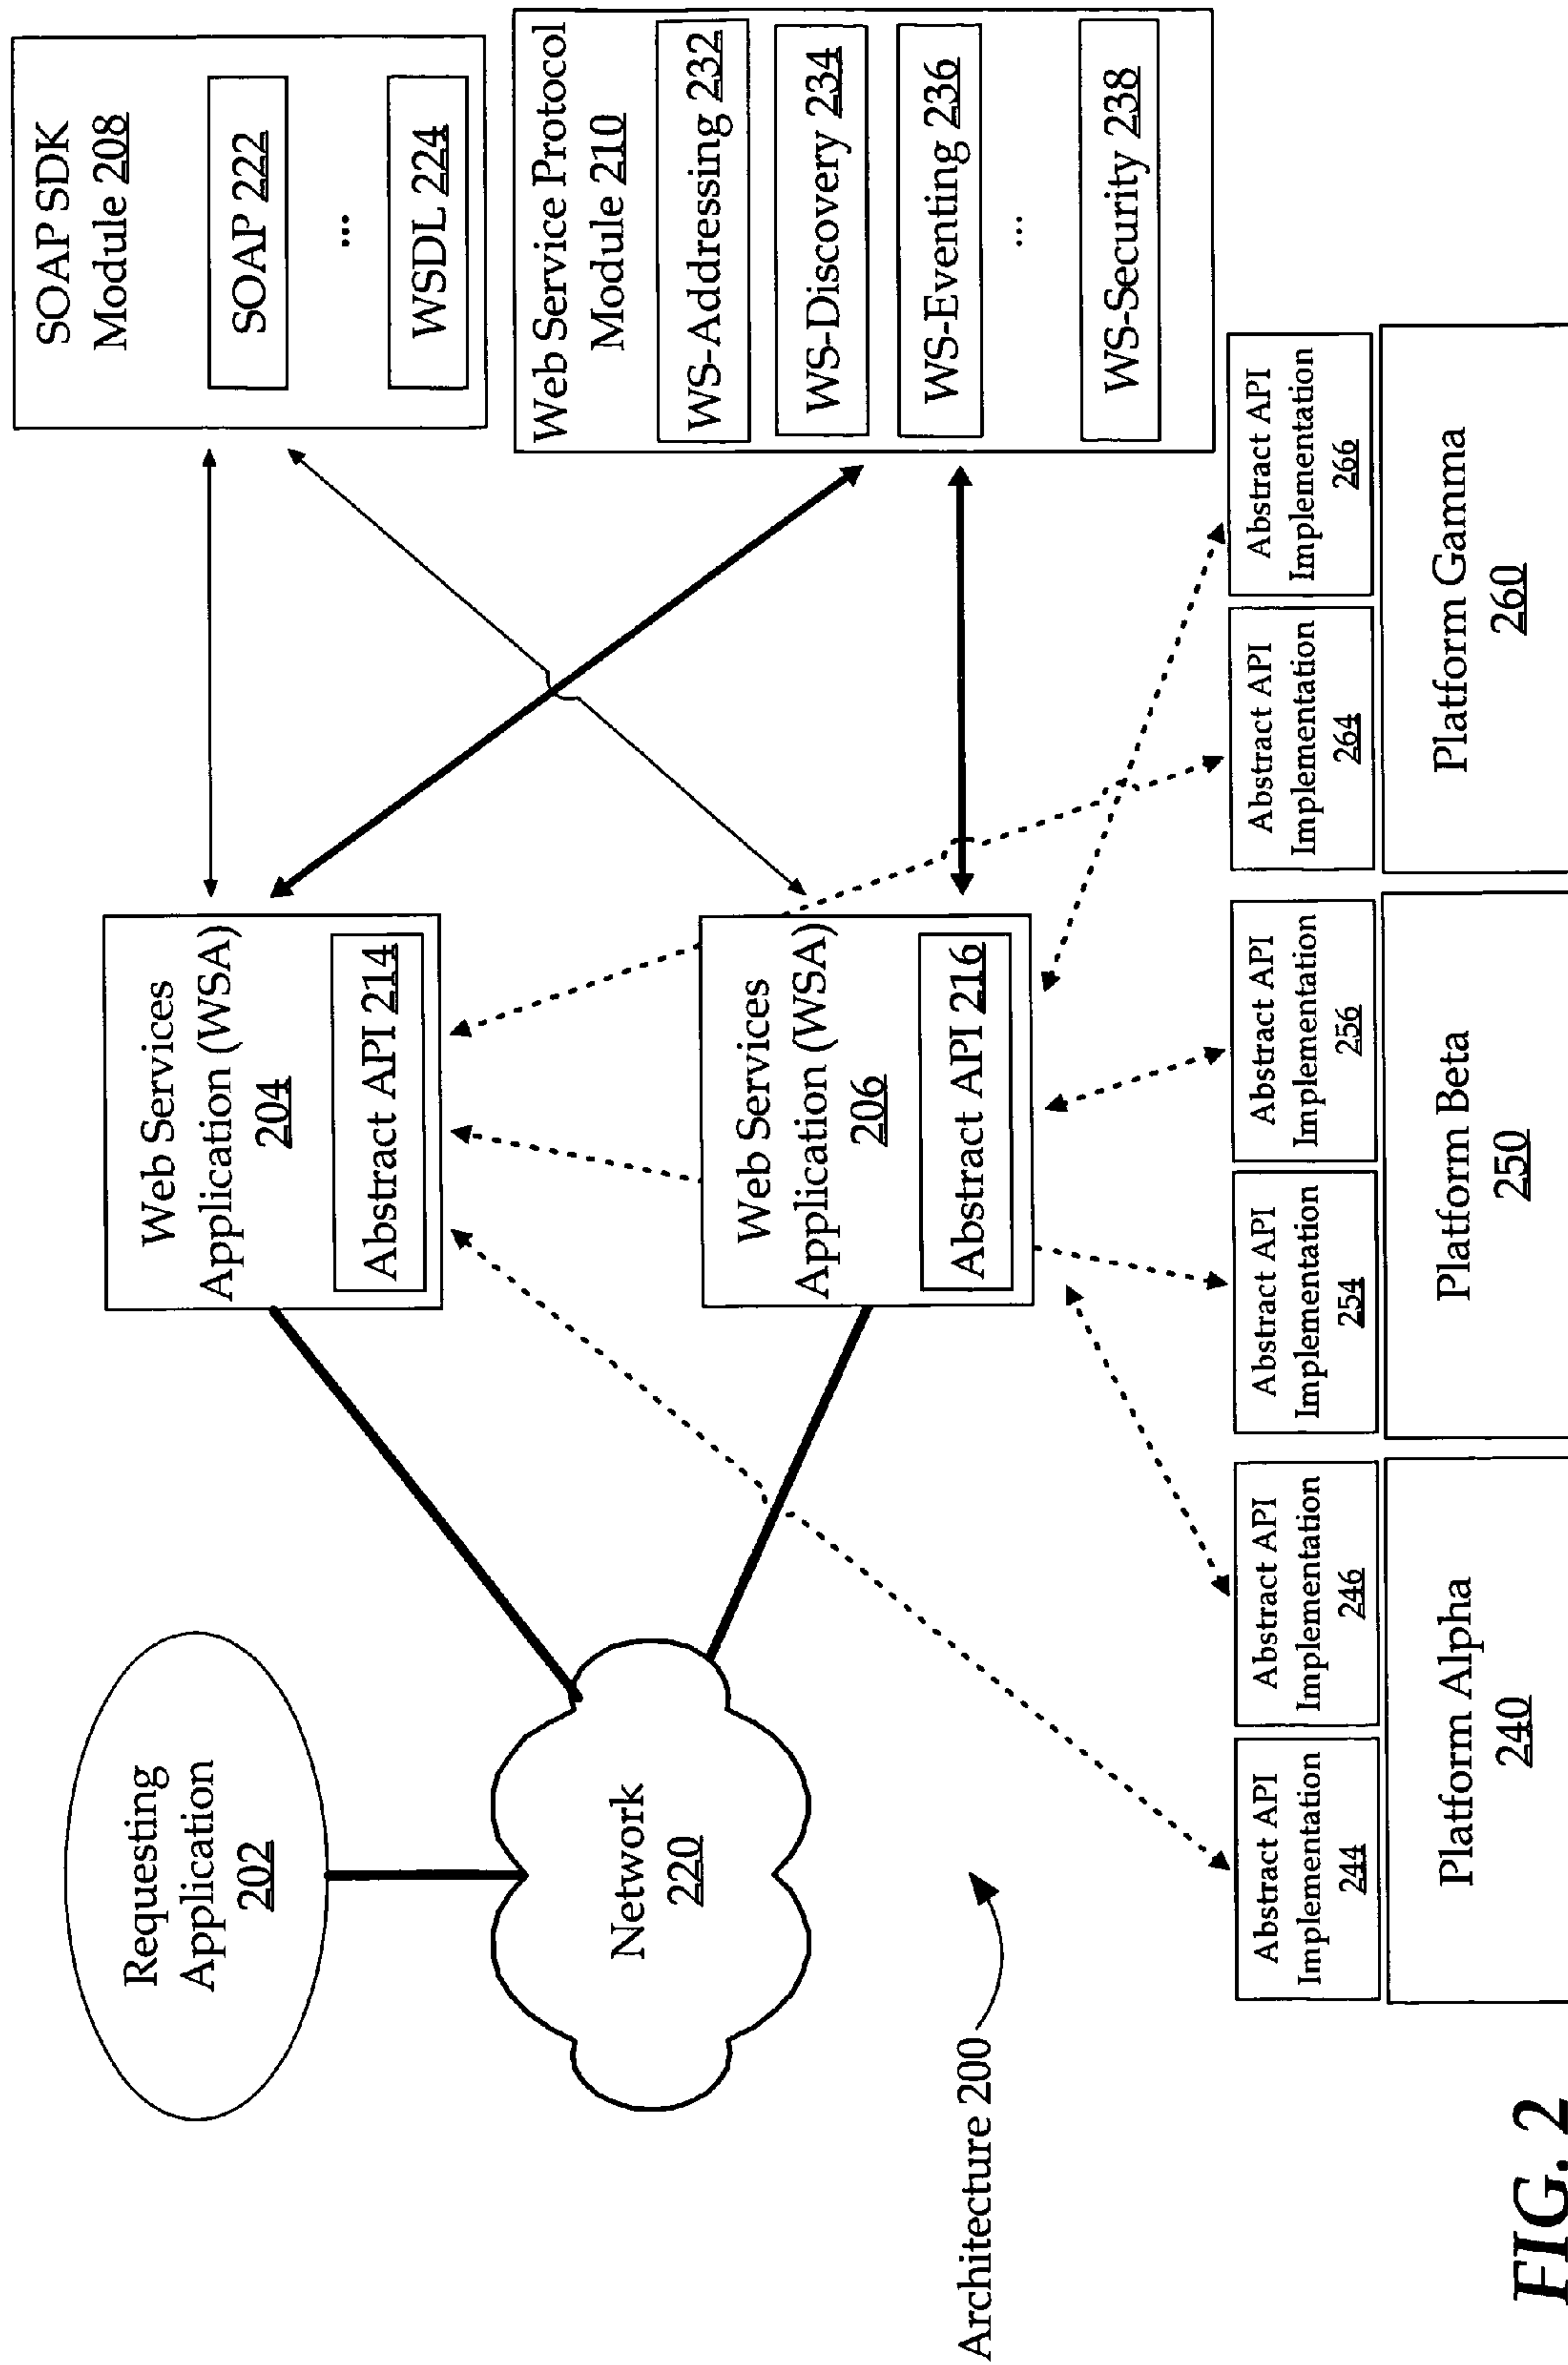 Requesting
Application
202
Web Services
Application (WSA)
204
Abstract API 214
SOAP SDK
Module 208
SOAP 222
...
WSDL 224
Network
220
Web Services
Application (WSA)
206
Abstract API 216
Web Service Protocol
Module 210
WS-Addressing 232
WS-Discovery 234
WS-Eventing 236
...
WS-Security 238
Architecture 200
Abstract API
Implementation
244
Abstract API
Implementation
246
Abstract API
Implementation
254
Abstract API
Implementation
256
Abstract API
Implementation
264
Abstract API
Implementation
266
Platform Alpha
240
Platform Beta
250
Platform Gamma
260
FIG. 2